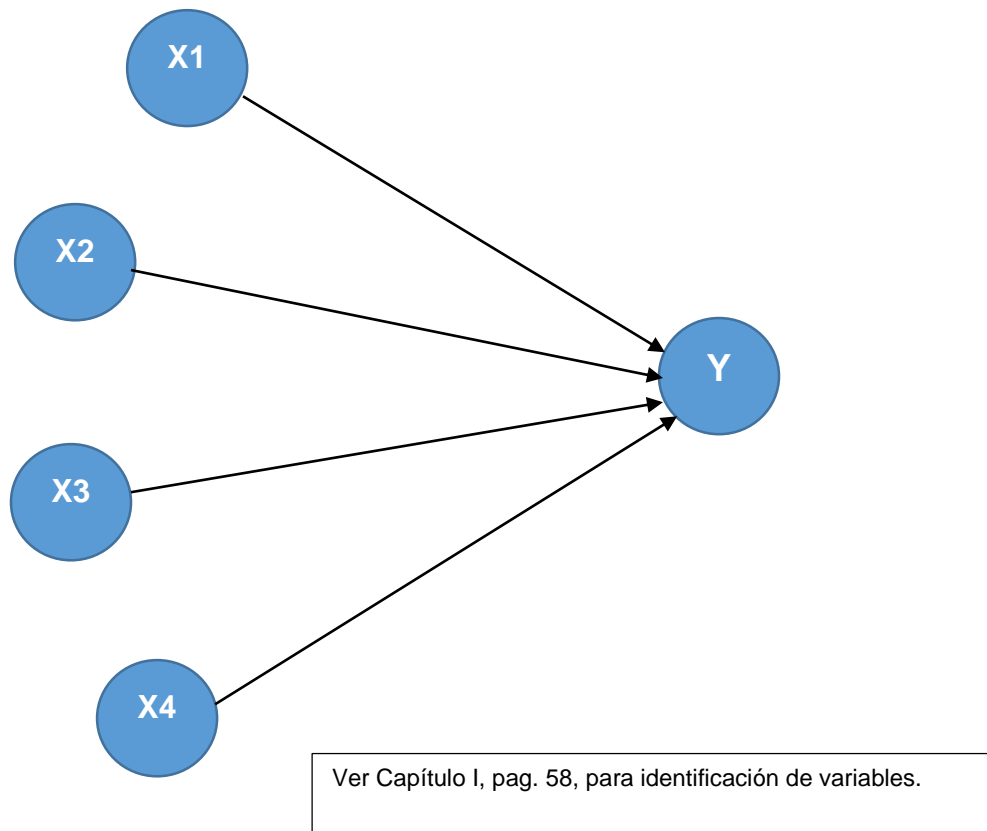 X1
X2
Y
X3
X4
Ver Capítulo I, pag. 58, para identificación de variables.